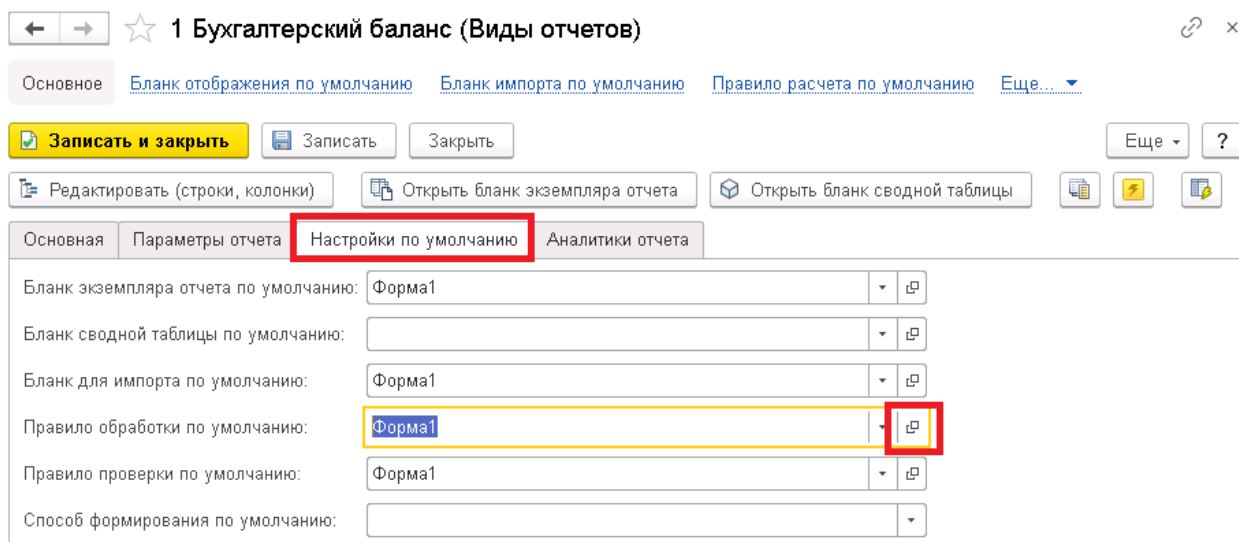 1 Бухгалтерский баланс (Виды отчетов)
Основное Бланк отображения по умолчанию Бланк импорта по умолчанию Правило расчета по умолчанию Еще...
Записать и закрыть Записать Закрыть Еще ?
Редактировать (строки, колонки) Открыть бланк экземпляра отчета Открыть бланк сводной таблицы
Основная Параметры отчета Настройки по умолчанию Аналитики отчета
Бланк экземпляра отчета по умолчанию: Форма1
Бланк сводной таблицы по умолчанию:
Бланк для импорта по умолчанию: Форма1
Правило обработки по умолчанию: Форма1
Правило проверки по умолчанию: Форма1
Способ формирования по умолчанию: